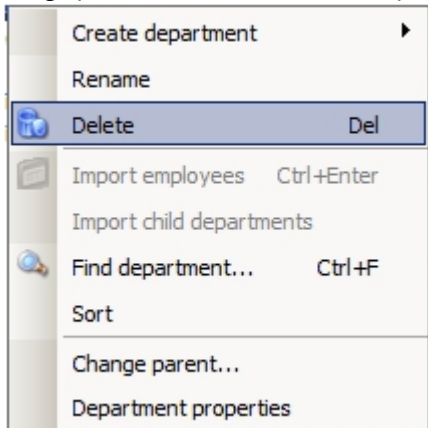 Create department
Rename
Delete Del
Import employees Ctrl+Enter
Import child departments
Find department... Ctrl+F
Sort
Change parent...
Department properties